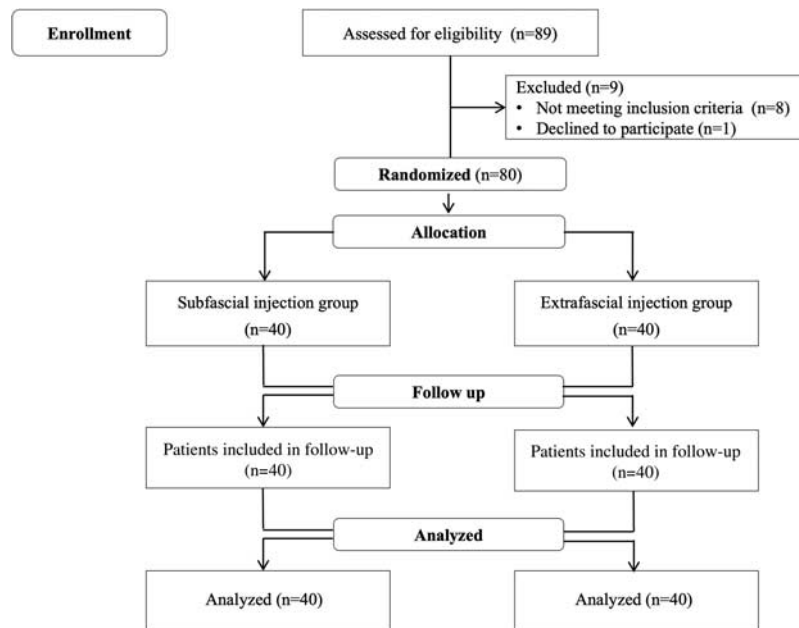 Enrollment
Assessed for eligibility (n=89)
Excluded (n=9)
• Not meeting inclusion criteria (n=8)
• Declined to participate (n=1)
Randomized (n=80)
Allocation
Subfascial injection group
(n=40)
Extrafascial injection group
(n=40)
Follow up
Patients included in follow-up
(n=40)
Patients included in follow-up
(n=40)
Analyzed
Analyzed (n=40)
Analyzed (n=40)